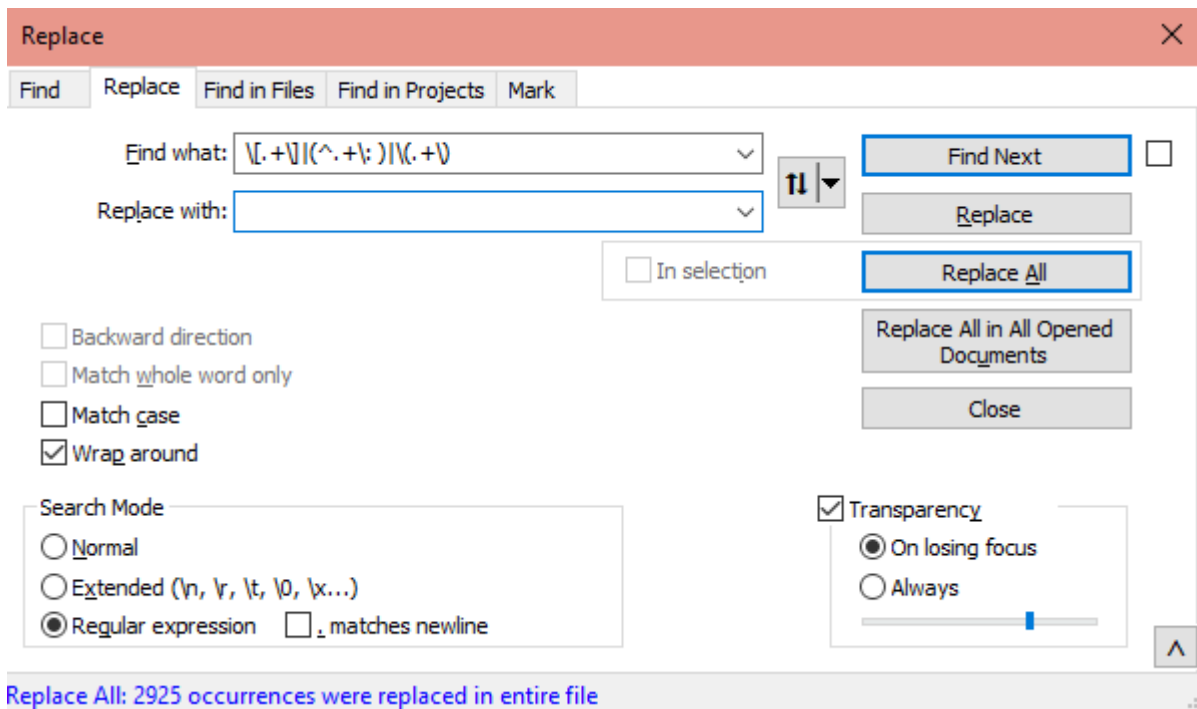 Replace
Find Replace Find in Files Find in Projects Mark
Find what: \[.+\]|(^.+\: )|\(.+\) Find Next
Replace with: Replace
In selection Replace All
Backward direction Replace All in All Opened Documents
Match whole word only
Match case Close
Wrap around
Search Mode Transparency
Normal On losing focus
Extended (\n, \r, \t, \0, \x...) Always
Regular expression . matches newline
Replace All: 2925 occurrences were replaced in entire file